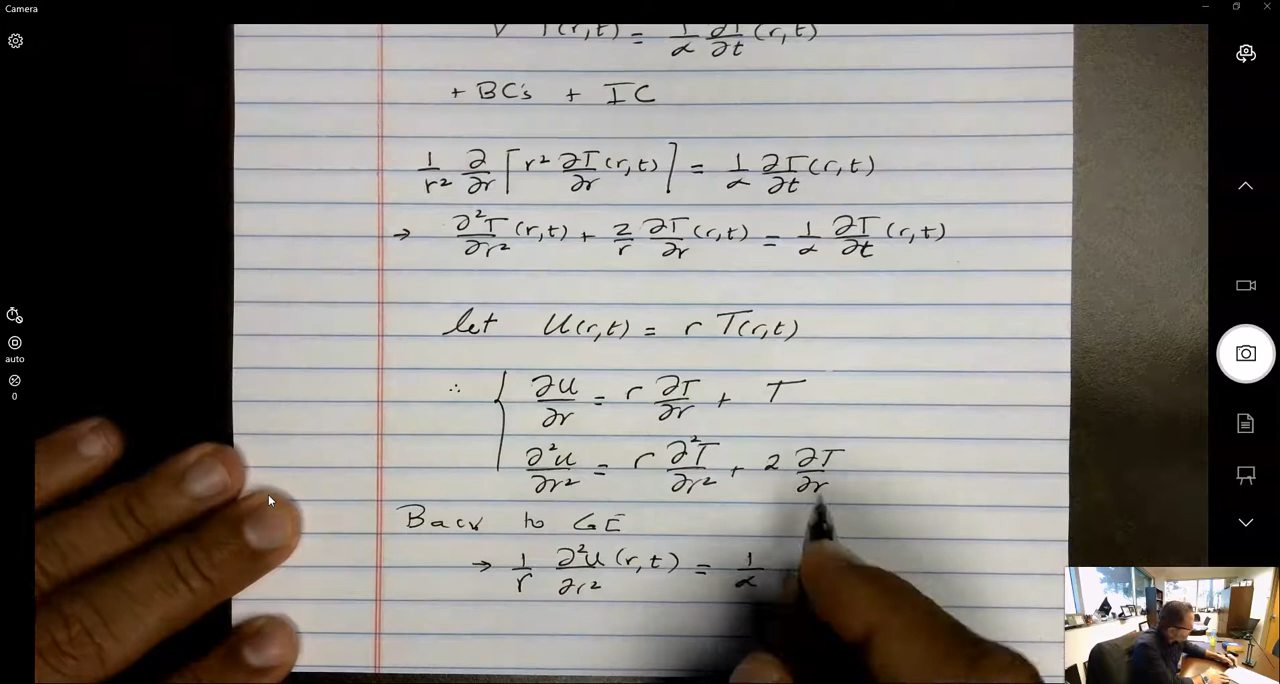 Camera
∇ T(r,t) = 1/α ∂T/∂t (r,t)
+ BC's + IC
1/r² ∂/∂r [r² ∂T/∂r (r,t)] = 1/α ∂T/∂t (r,t)
→ ∂²T/∂r² (r,t) + 2/r ∂T/∂r (r,t) = 1/α ∂T/∂t (r,t)
let U(r,t) = r T(r,t)
∴ { ∂U/∂r = r ∂T/∂r + T
∂²U/∂r² = r ∂²T/∂r² + 2 ∂T/∂r
Back to GE
→ 1/r ∂²U/∂r² (r,t) = 1/α
auto
0